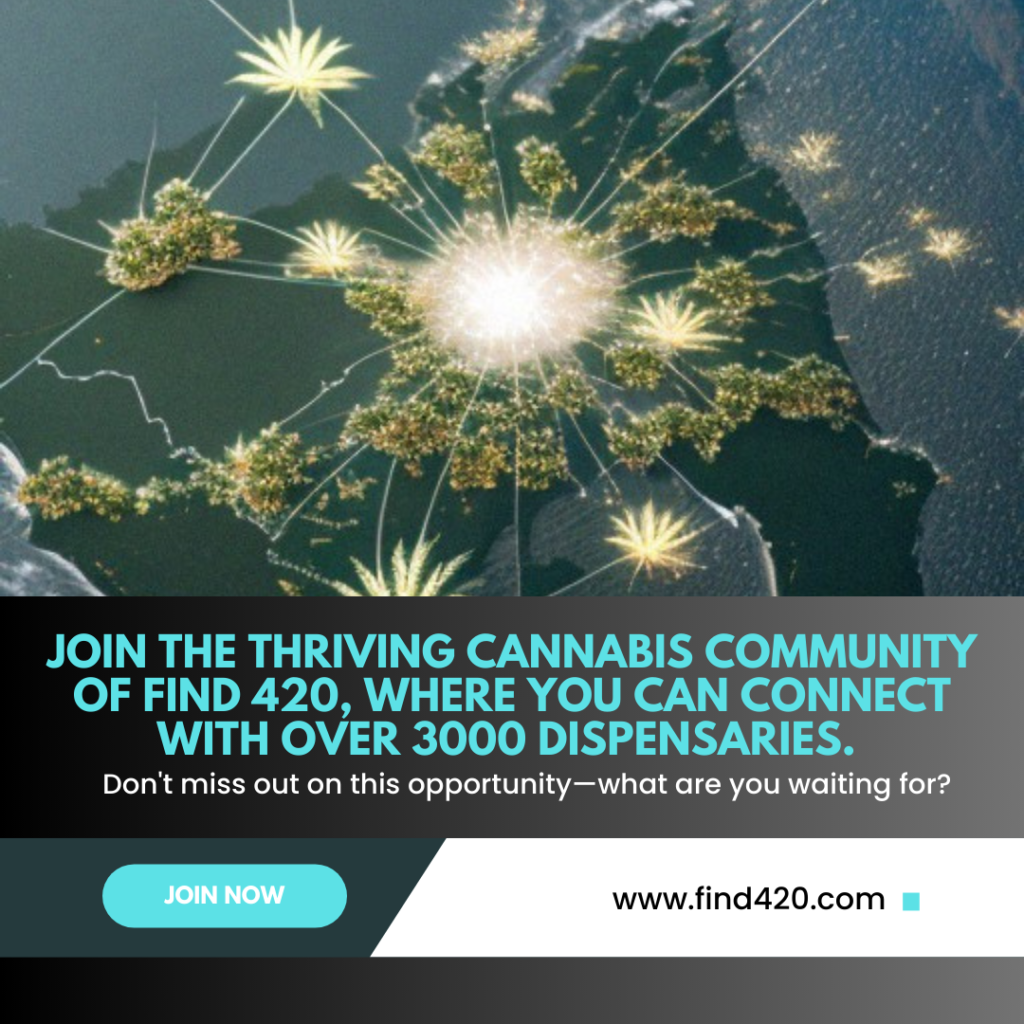 JOIN THE THRIVING CANNABIS COMMUNITY
OF FIND 420, WHERE YOU CAN CONNECT
WITH OVER 3000 DISPENSARIES.
Don't miss out on this opportunity—what are you waiting for?
JOIN NOW
www.find420.com